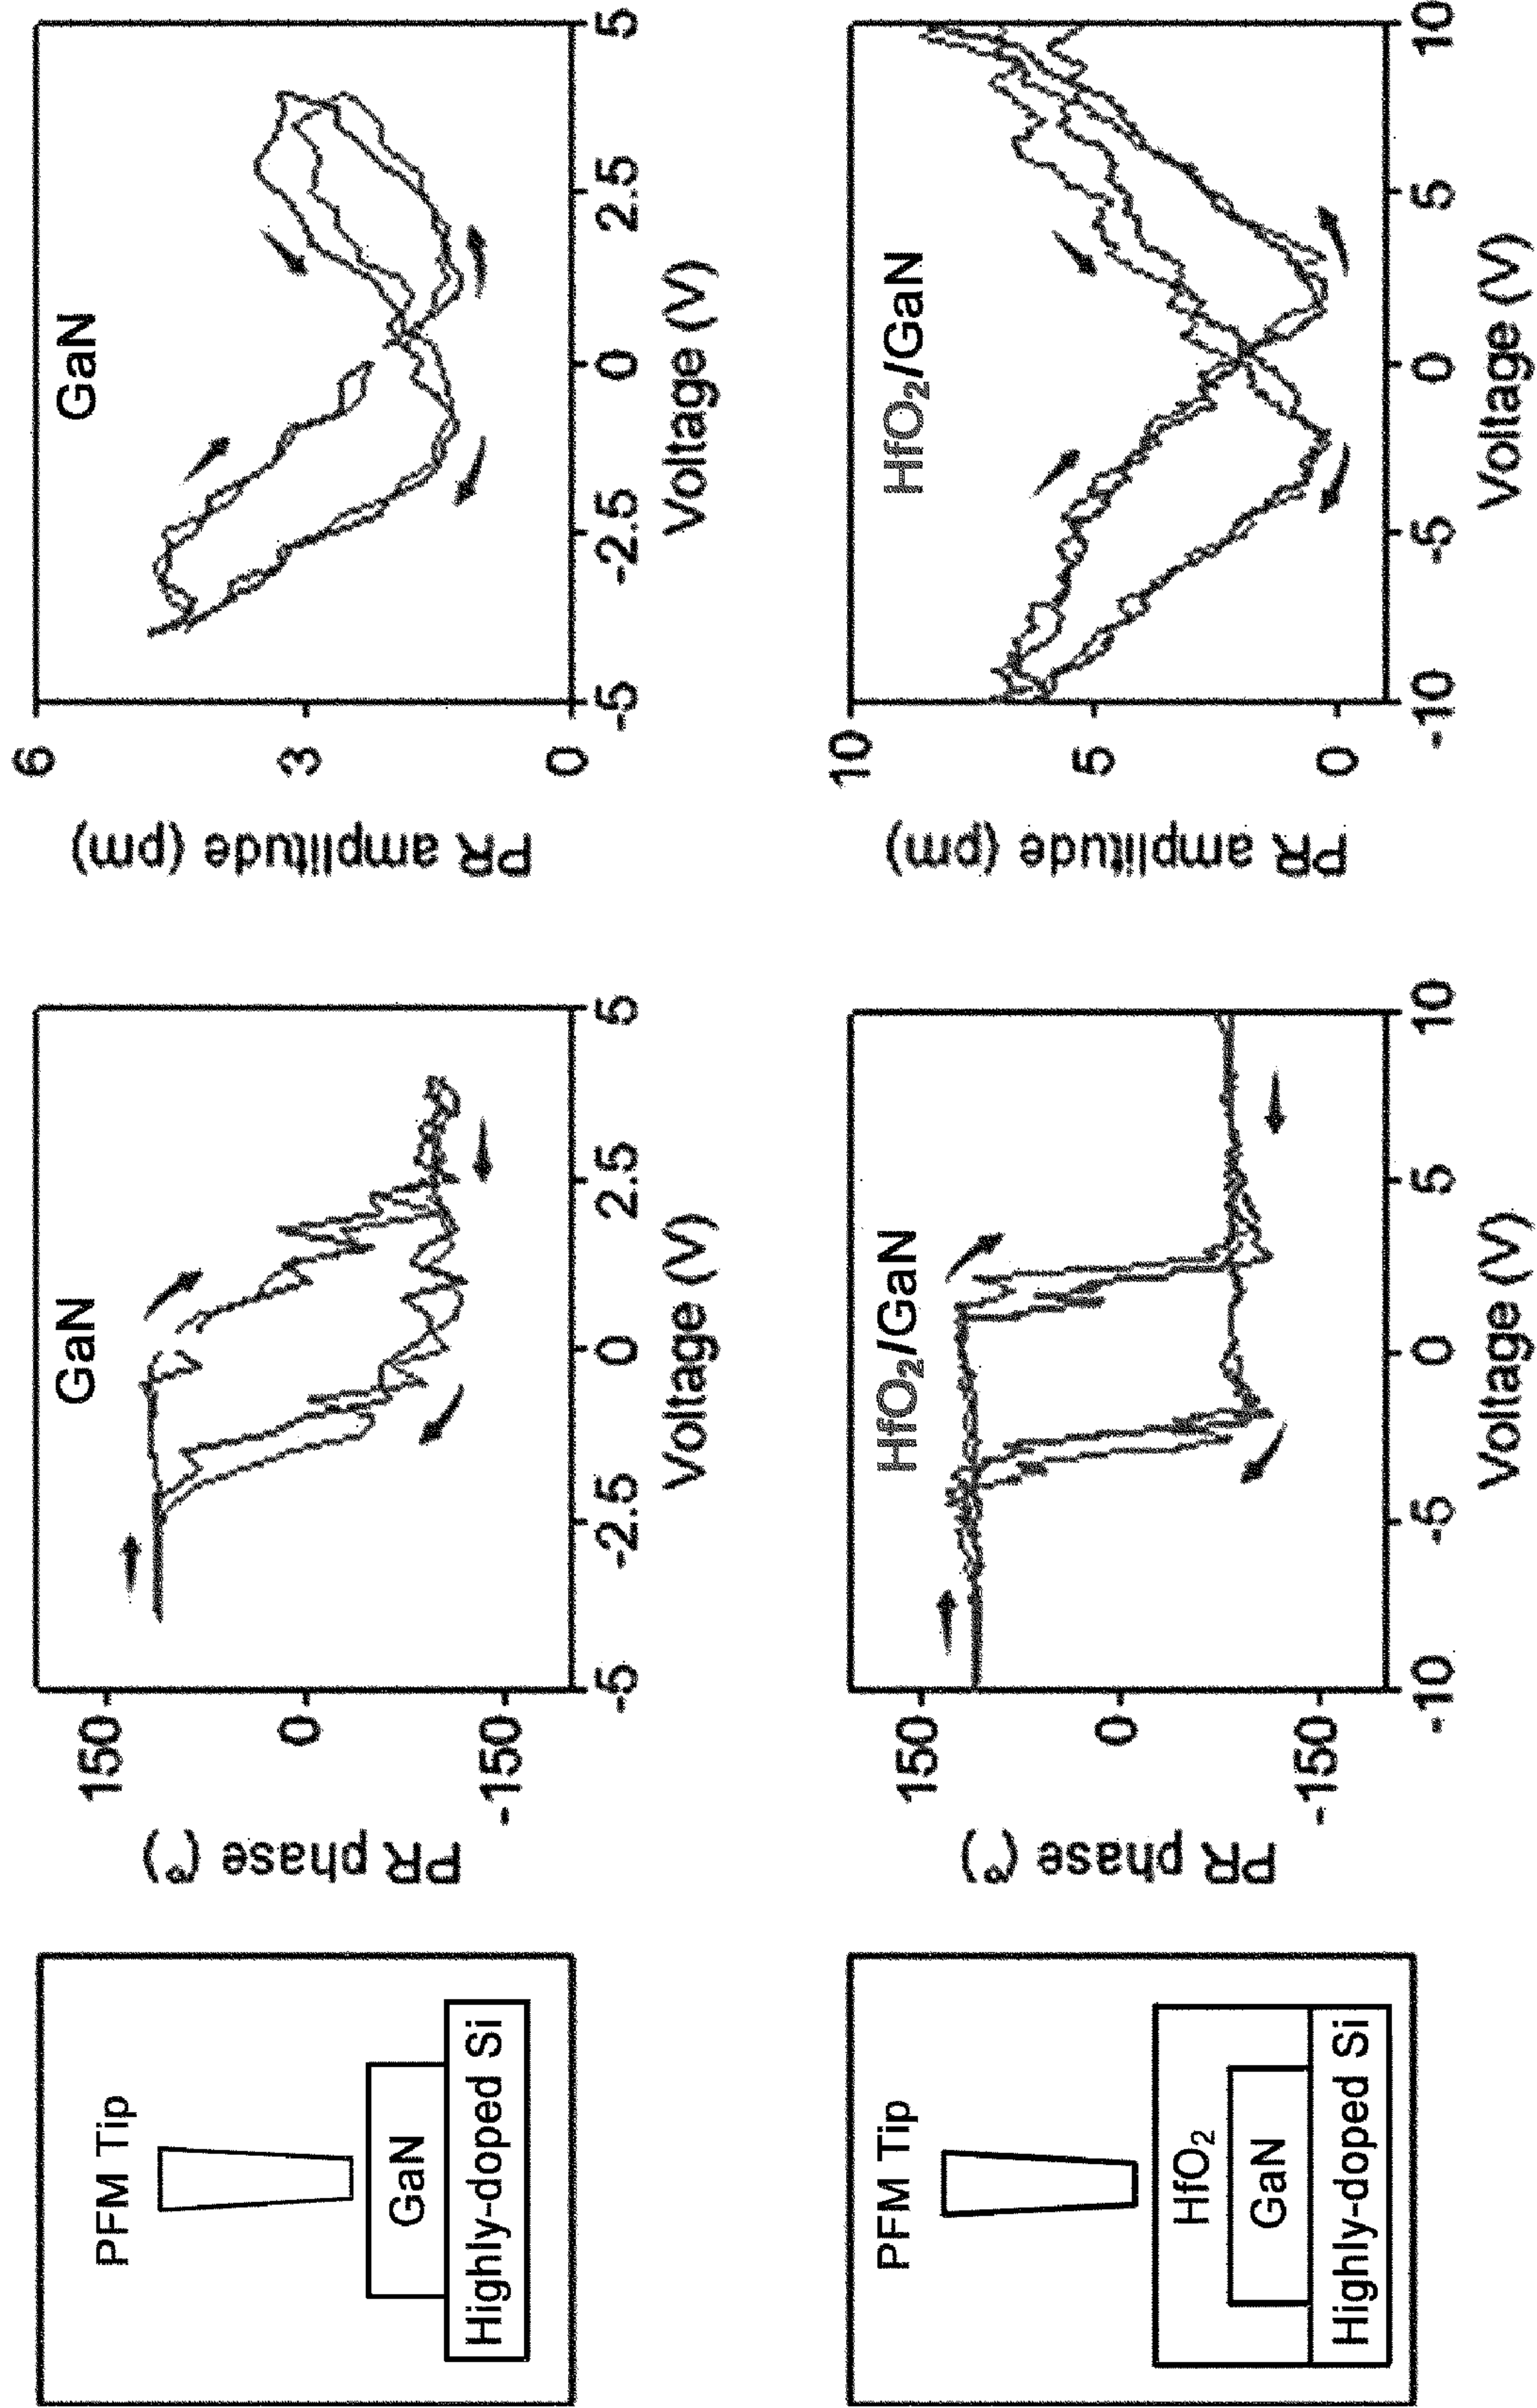 PFM Tip
GaN
Highly-doped Si
PR phase (°)
150
0
-150
GaN
-5
-2.5
0
2.5
5
Voltage (V)
PR amplitude (pm)
6
3
0
GaN
-5
-2.5
0
2.5
5
Voltage (V)
PFM Tip
HfO₂
GaN
Highly-doped Si
PR phase (°)
150
0
-150
HfO₂/GaN
-10
-5
0
5
10
Voltage (V)
PR amplitude (pm)
10
5
0
HfO₂/GaN
-10
-5
0
5
10
Voltage (V)